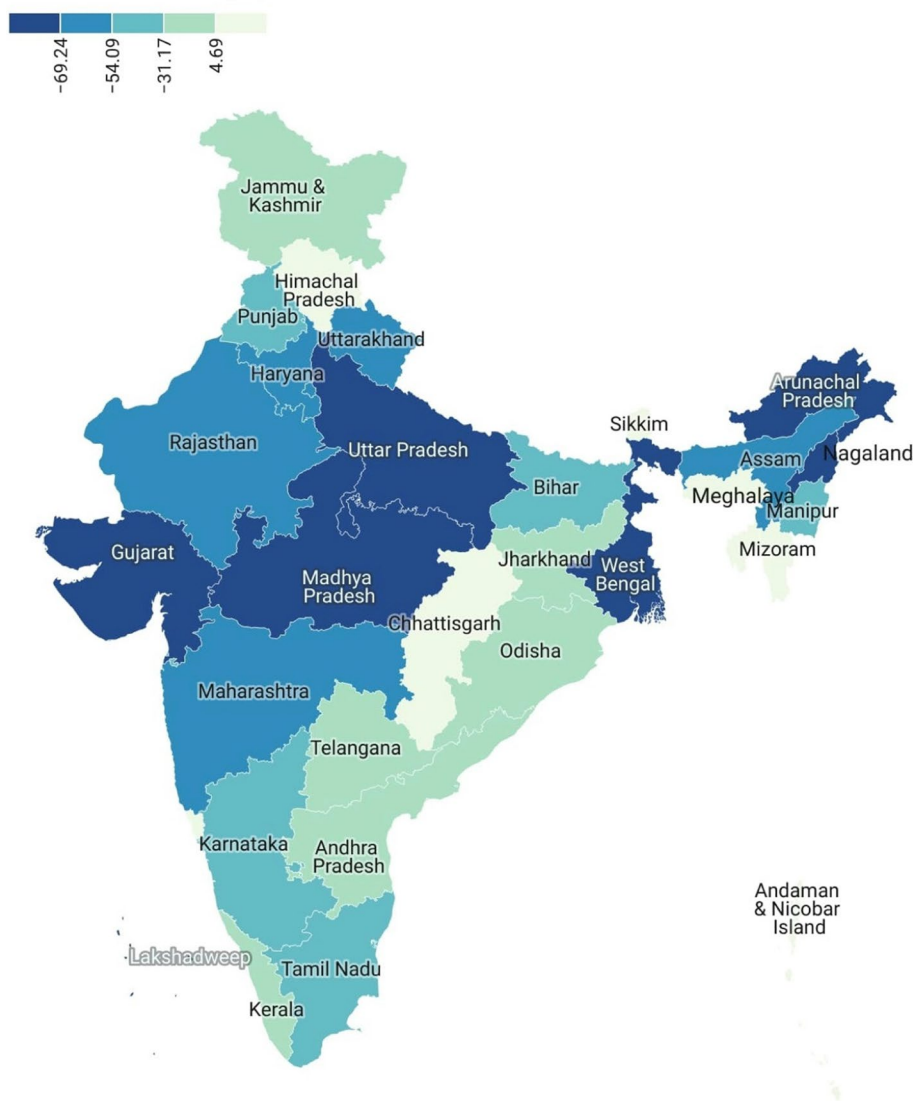 -69.24
-54.09
-31.17
4.69
Jammu &
Kashmir
Himachal
Pradesh
Punjab
Uttarakhand
Haryana
Arunachal
Pradesh
Rajasthan
Uttar Pradesh
Sikkim
Assam
Nagaland
Bihar
Meghalaya
Manipur
Gujarat
Jharkhand
Mizoram
Madhya
Pradesh
West
Bengal
Chhattisgarh
Odisha
Maharashtra
Telangana
Karnataka
Andhra
Pradesh
Andaman
& Nicobar
Island
Lakshadweep
Tamil Nadu
Kerala